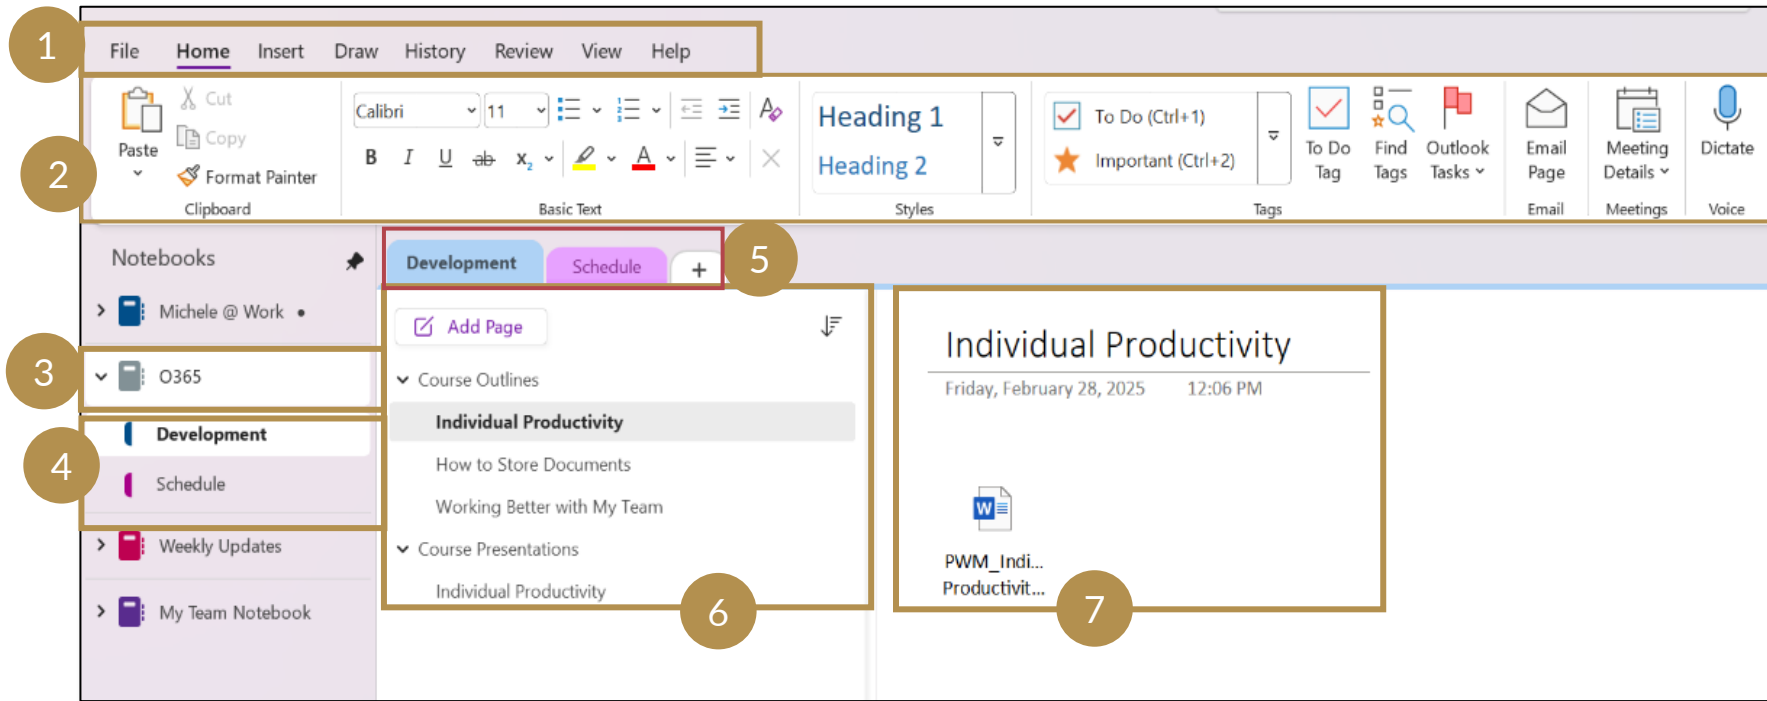 1
File Home Insert Draw History Review View Help
2
Paste
Cut
Copy
Format Painter
Clipboard
Calibri 11
B I U ab x2 A
Basic Text
Heading 1
Heading 2
Styles
To Do (Ctrl+1)
Important (Ctrl+2)
To Do
Tag
Find
Tags
Outlook
Tasks
Tags
Email
Page
Email
Meeting
Details
Meetings
Dictate
Voice
Notebooks
Michele @ Work •
3
O365
4
Development
Schedule
Weekly Updates
My Team Notebook
Development Schedule +
5
Add Page
Course Outlines
Individual Productivity
How to Store Documents
Working Better with My Team
Course Presentations
Individual Productivity
6
Individual Productivity
Friday, February 28, 2025 12:06 PM
W
PWM_Indi...
Productivit...
7